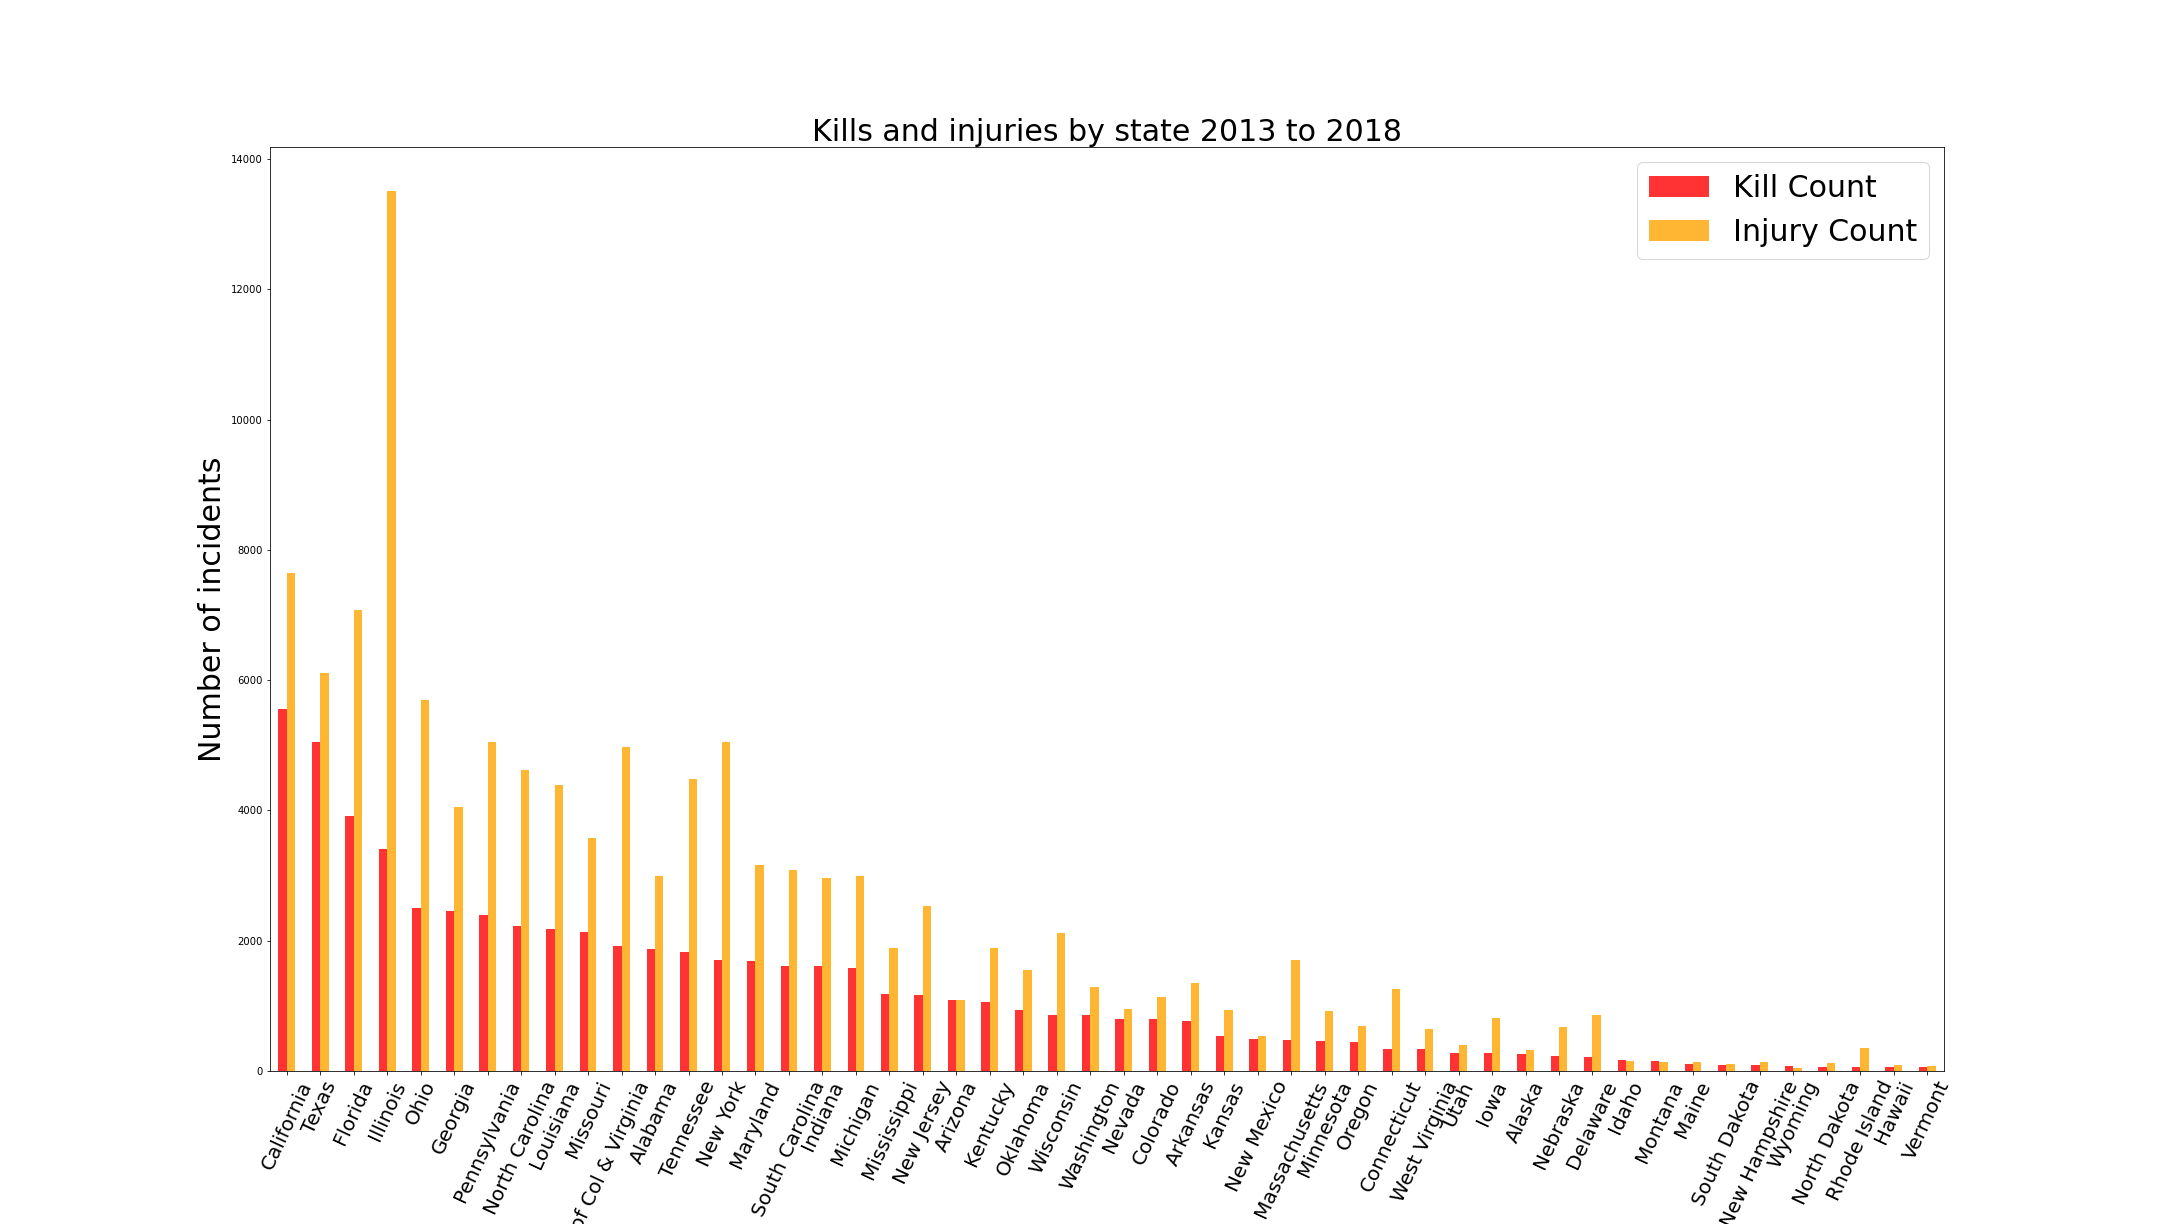 Kills and injuries by state 2013 to 2018
Kill Count
Injury Count
Number of incidents
14000
12000
10000
8000
6000
4000
2000
0
California
Texas
Florida
Illinois
Ohio
Georgia
Pennsylvania
North Carolina
Louisiana
Missouri
of Col & Virginia
Alabama
Tennessee
New York
Maryland
South Carolina
Indiana
Michigan
Mississippi
New Jersey
Arizona
Kentucky
Oklahoma
Wisconsin
Washington
Nevada
Colorado
Arkansas
Kansas
New Mexico
Massachusetts
Minnesota
Oregon
Connecticut
West Virginia
Utah
Iowa
Alaska
Nebraska
Delaware
Idaho
Montana
Maine
South Dakota
New Hampshire
Wyoming
North Dakota
Rhode Island
Hawaii
Vermont